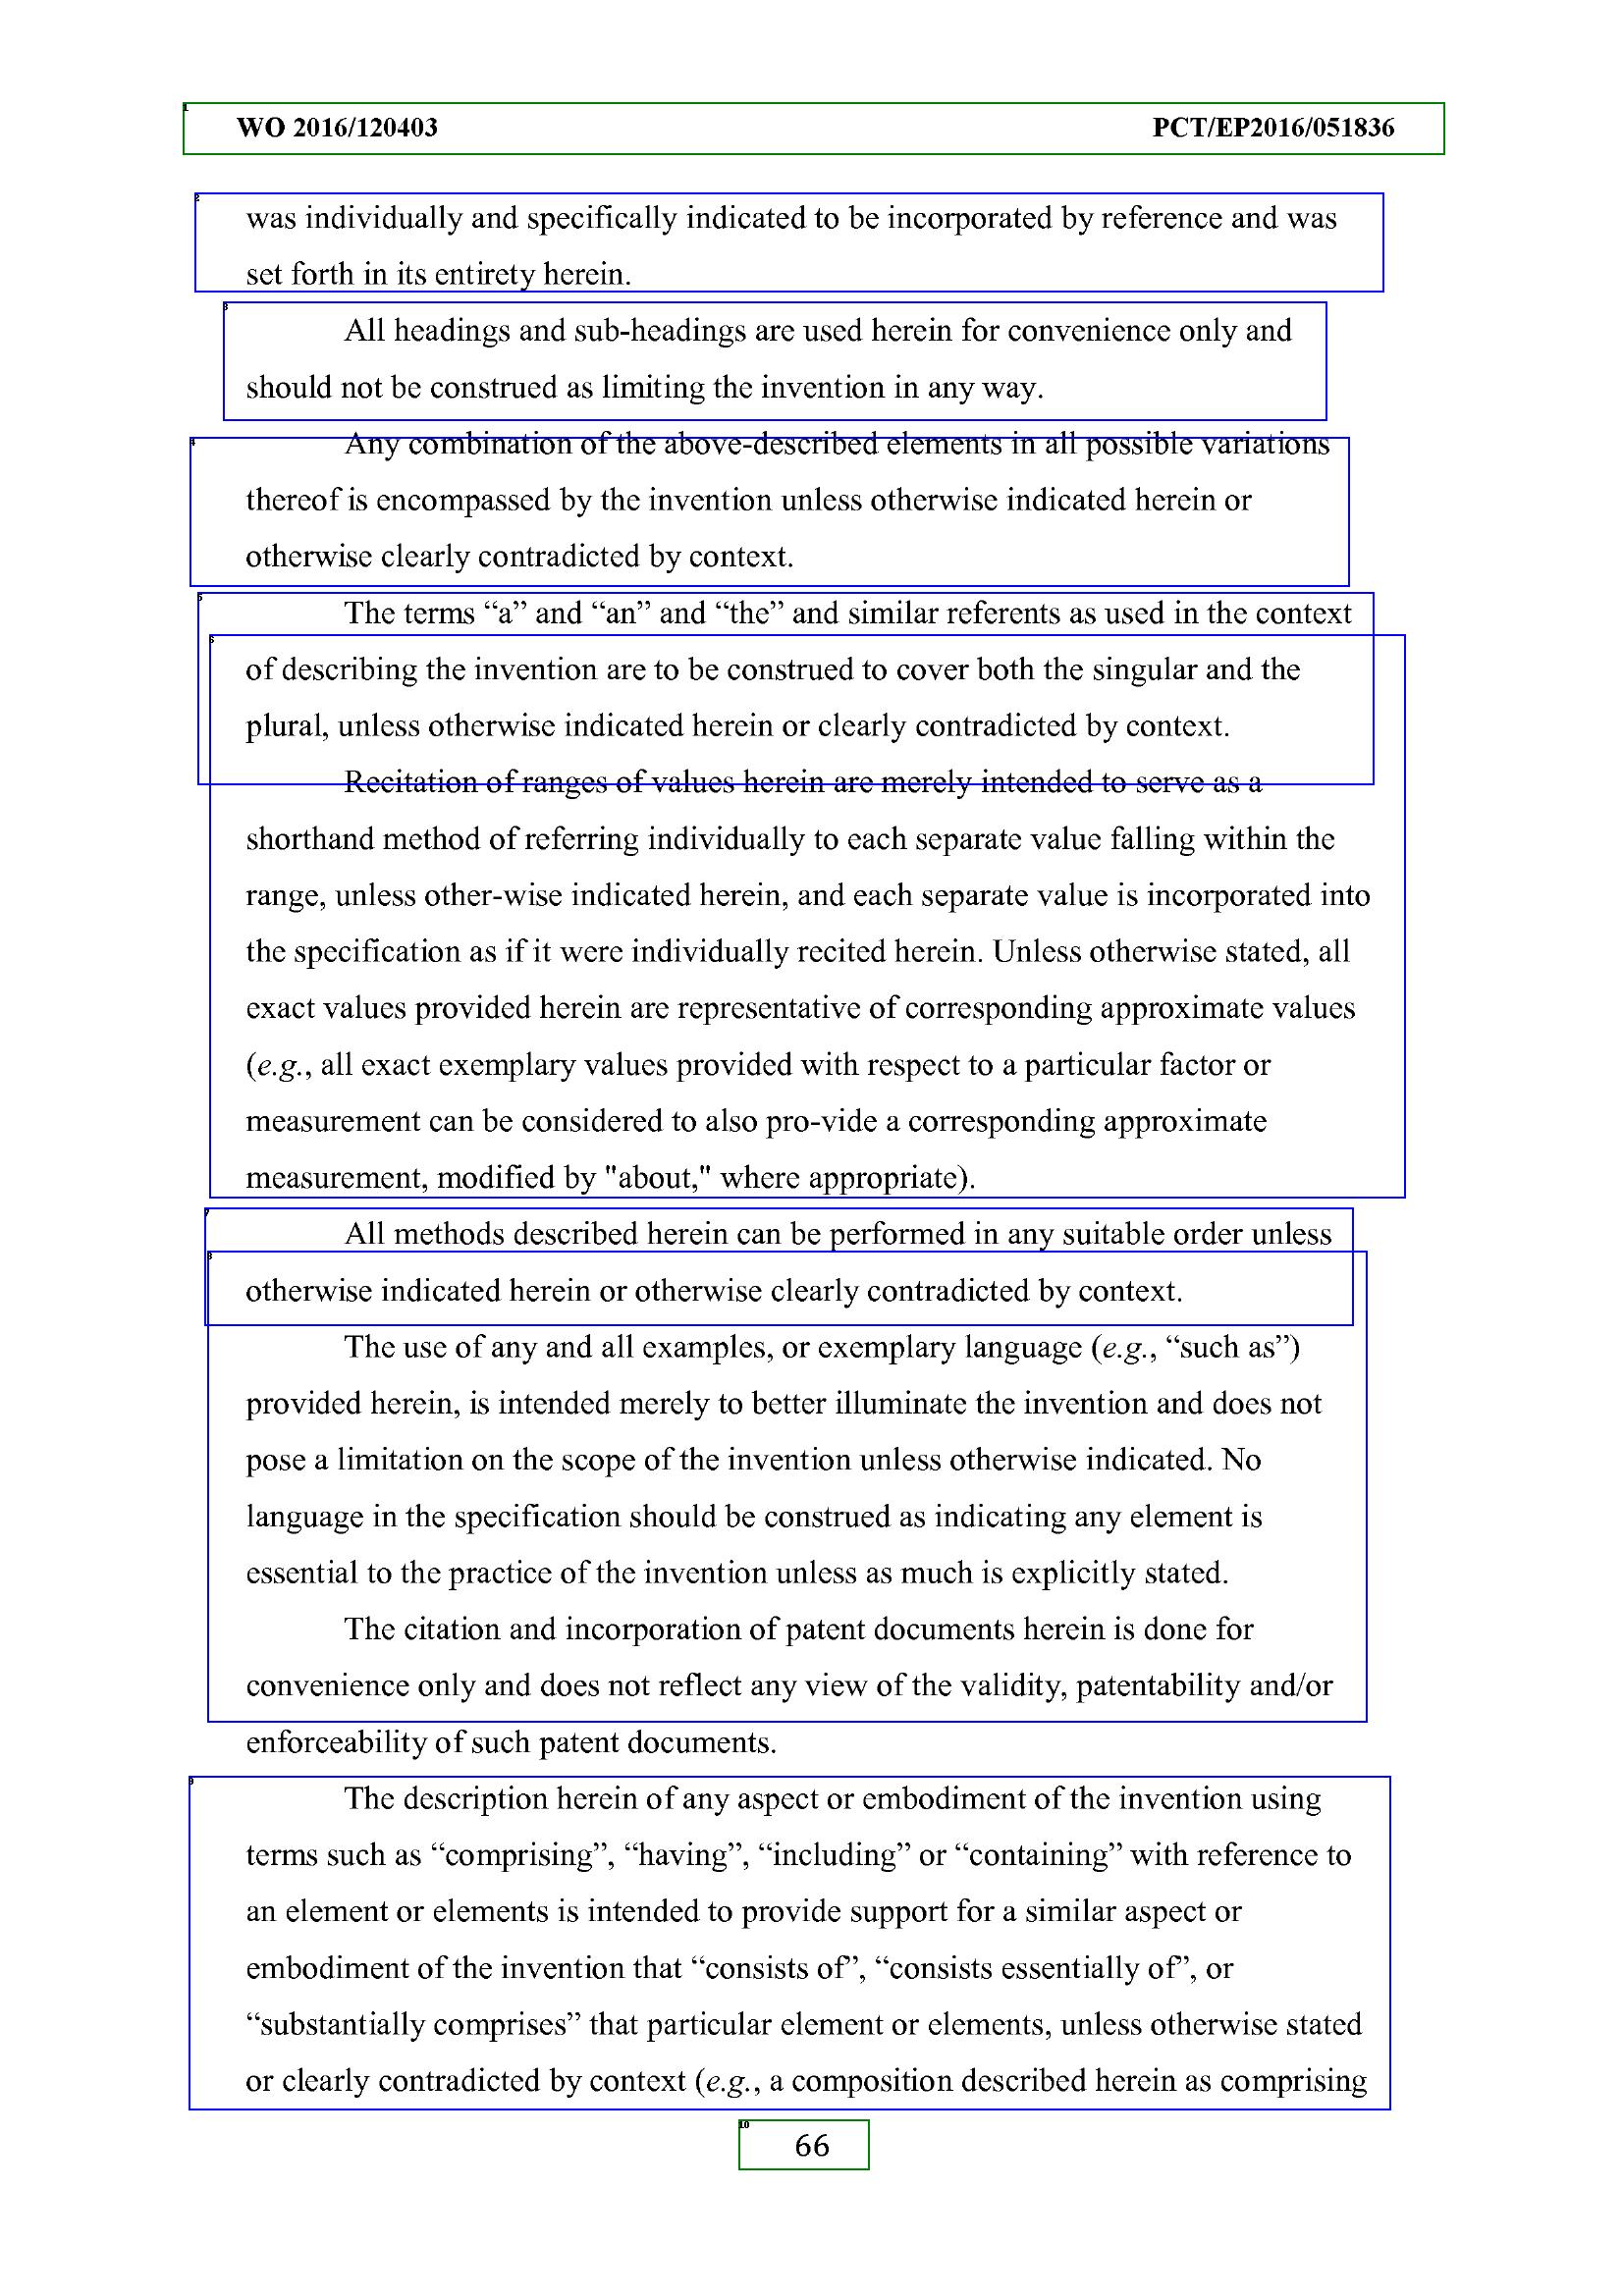 WO 2016/120403 PCT/EP2016/051836
was individually and specifically indicated to be incorporated by reference and was
set forth in its entirety herein.
All headings and sub-headings are used herein for convenience only and
should not be construed as limiting the invention in any way.
Any combination of the above-described elements in all possible variations
thereof is encompassed by the invention unless otherwise indicated herein or
otherwise clearly contradicted by context.
The terms “a” and “an” and “the” and similar referents as used in the context
of describing the invention are to be construed to cover both the singular and the
plural, unless otherwise indicated herein or clearly contradicted by context.
Recitation of ranges of values herein are merely intended to serve as a
shorthand method of referring individually to each separate value falling within the
range, unless other-wise indicated herein, and each separate value is incorporated into
the specification as if it were individually recited herein. Unless otherwise stated, all
exact values provided herein are representative of corresponding approximate values
(e.g., all exact exemplary values provided with respect to a particular factor or
measurement can be considered to also pro-vide a corresponding approximate
measurement, modified by "about," where appropriate).
All methods described herein can be performed in any suitable order unless
otherwise indicated herein or otherwise clearly contradicted by context.
The use of any and all examples, or exemplary language (e.g., “such as”)
provided herein, is intended merely to better illuminate the invention and does not
pose a limitation on the scope of the invention unless otherwise indicated. No
language in the specification should be construed as indicating any element is
essential to the practice of the invention unless as much is explicitly stated.
The citation and incorporation of patent documents herein is done for
convenience only and does not reflect any view of the validity, patentability and/or
enforceability of such patent documents.
The description herein of any aspect or embodiment of the invention using
terms such as “comprising”, “having”, “including” or “containing” with reference to
an element or elements is intended to provide support for a similar aspect or
embodiment of the invention that “consists of”, “consists essentially of”, or
“substantially comprises” that particular element or elements, unless otherwise stated
or clearly contradicted by context (e.g., a composition described herein as comprising
66